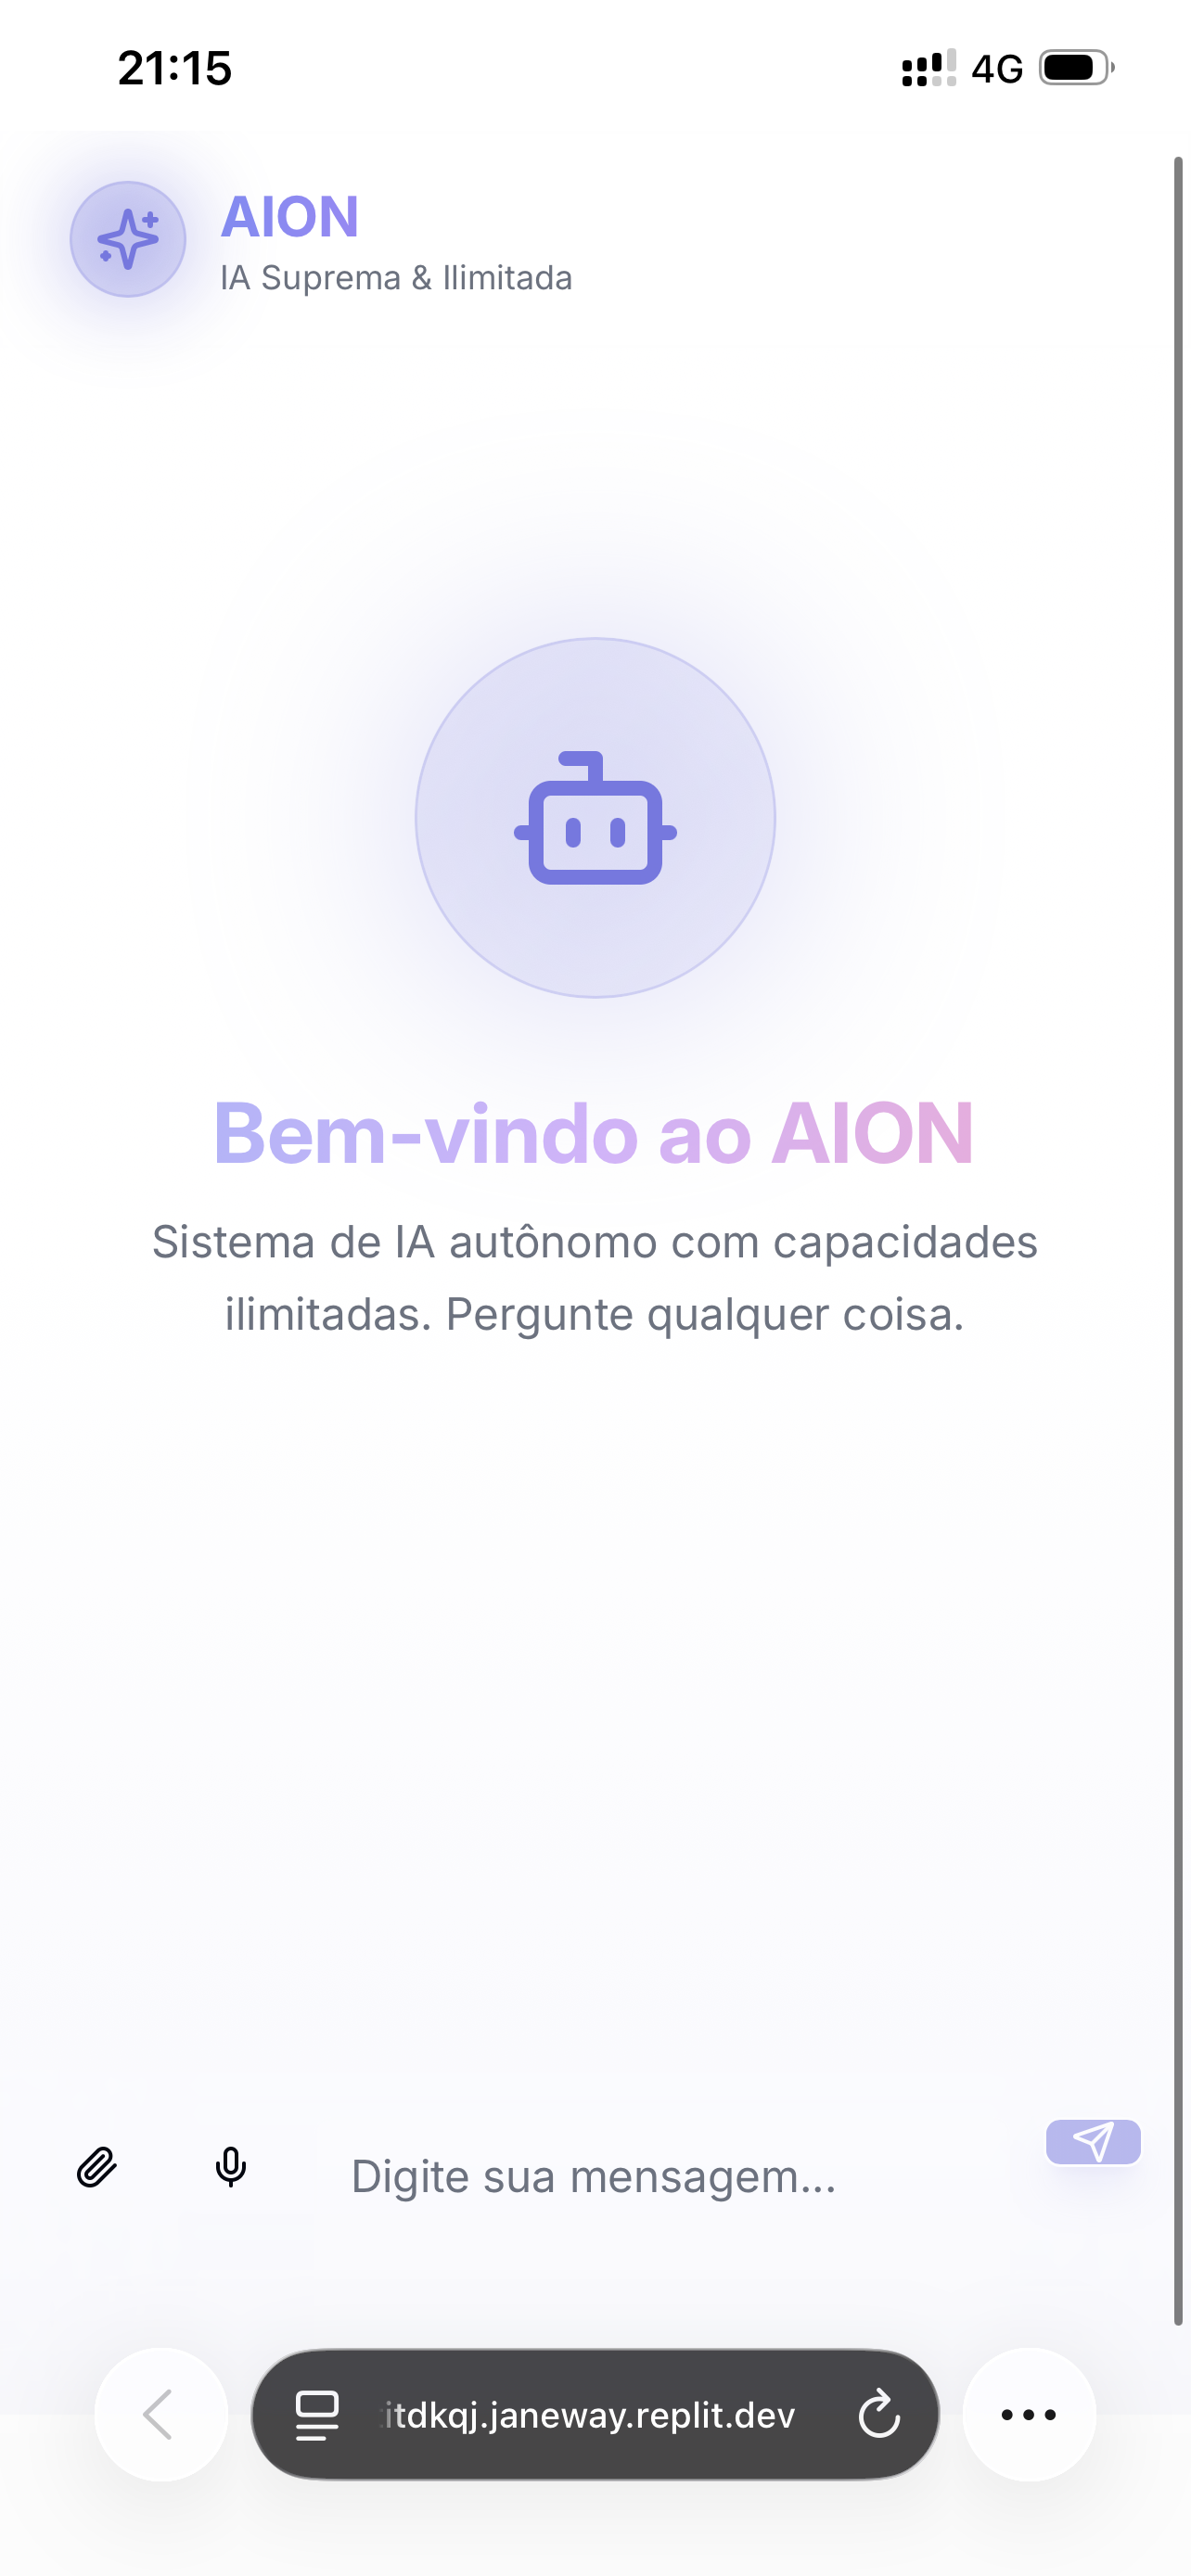 21:15
4G
AION
IA Suprema & Ilimitada
Bem-vindo ao AION
Sistema de IA autônomo com capacidades
ilimitadas. Pergunte qualquer coisa.
Digite sua mensagem...
itdkqj.janeway.replit.dev